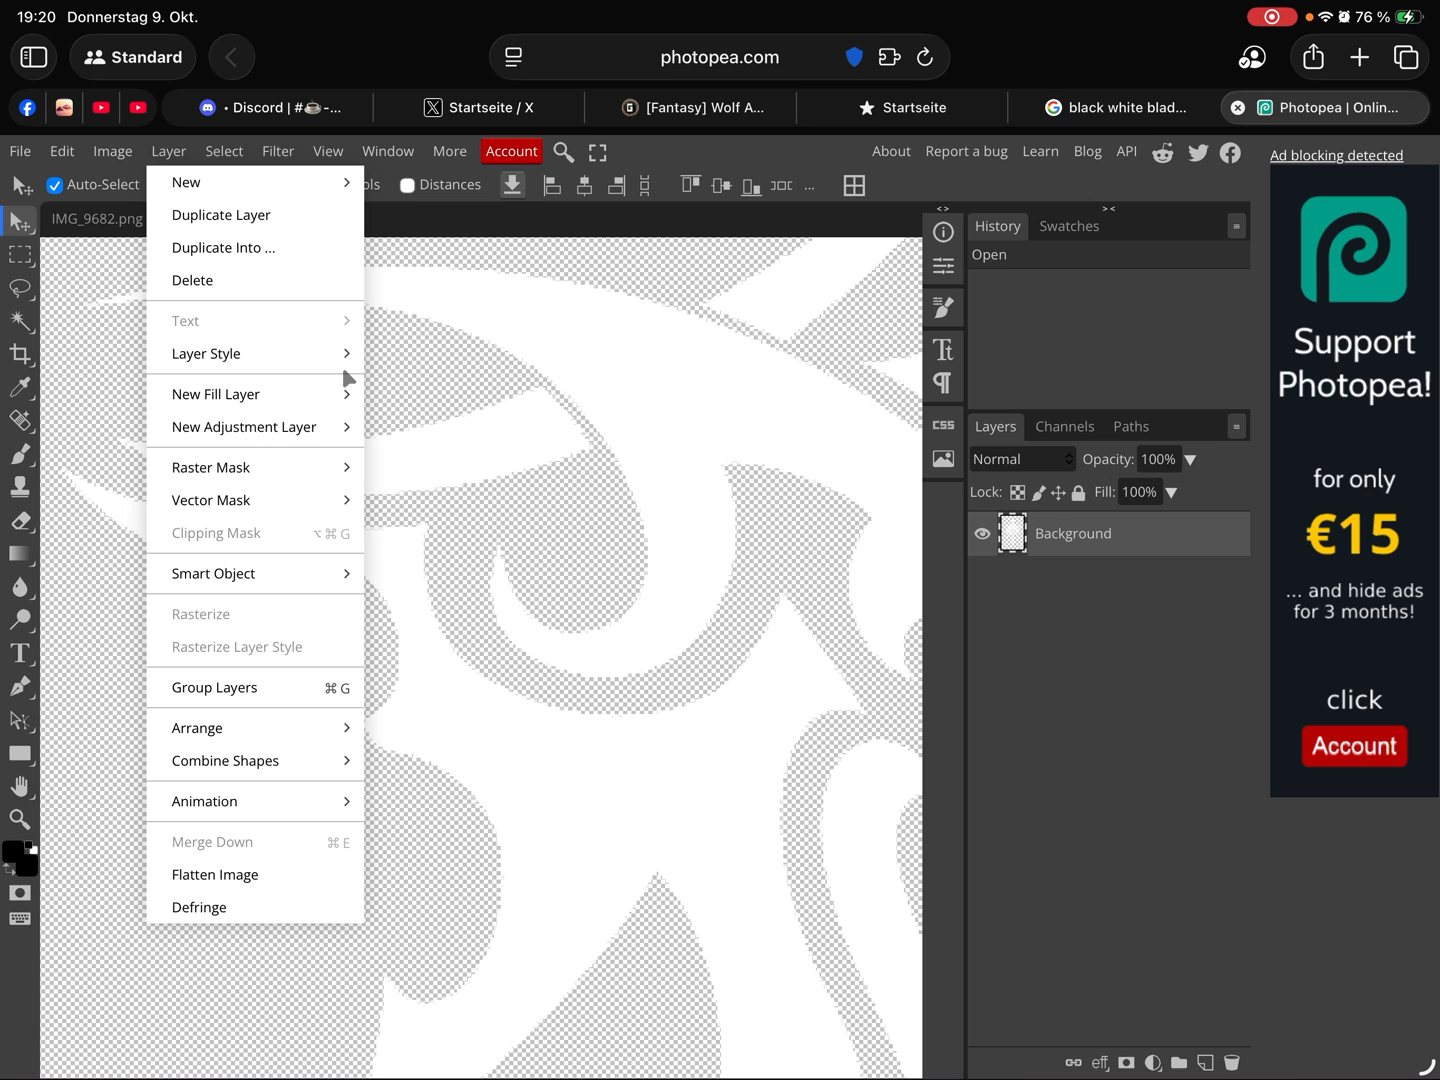 19:20 Donnerstag 9. Okt. 76 %
Standard photopea.com
• Discord | #☕-... Startseite / X [Fantasy] Wolf A... Startseite black white blad... Photopea | Onlin...
File Edit Image Layer Select Filter View Window More Account About Report a bug Learn Blog API Ad blocking detected
Auto-Select ols Distances ...
IMG_9682.png
New
Duplicate Layer
Duplicate Into ...
Delete
Text
Layer Style
New Fill Layer
New Adjustment Layer
Raster Mask
Vector Mask
Clipping Mask ⌥⌘G
Smart Object
Rasterize
Rasterize Layer Style
Group Layers ⌘G
Arrange
Combine Shapes
Animation
Merge Down ⌘E
Flatten Image
Defringe
< > > <
History Swatches
Open
CSS
Layers Channels Paths
Normal Opacity: 100%
Lock: Fill: 100%
Background
eff
Support
Photopea!
for only
€15
... and hide ads
for 3 months!
click
Account